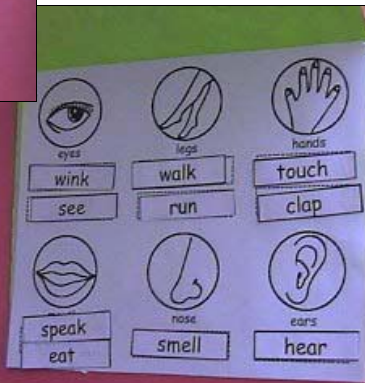 eyes legs hands
wink walk touch
see run clap
nose ears
speak smell hear
eat